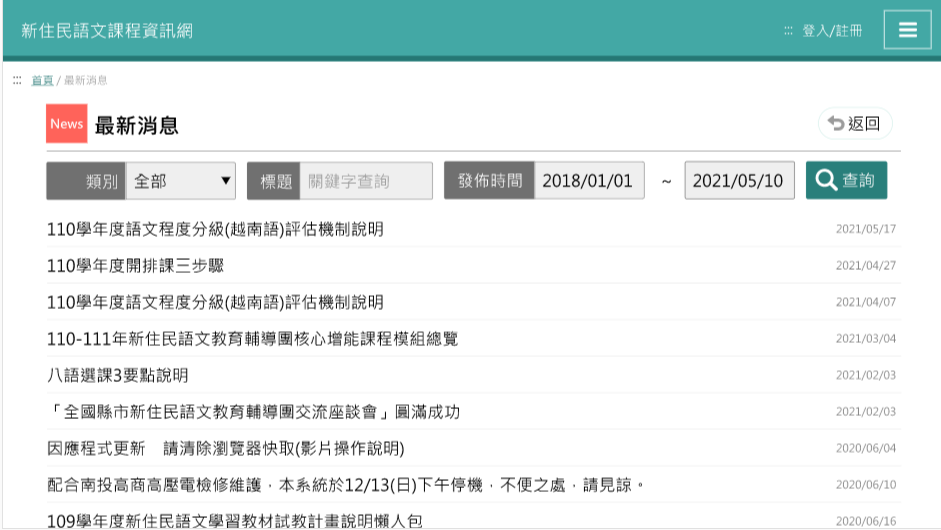 新住民語文課程資訊網
::: 登入/註冊
::: 首頁 / 最新消息
News 最新消息
返回
類別 全部 ▼ 標題 關鍵字查詢 發佈時間 2018/01/01 ~ 2021/05/10 查詢
110學年度語文程度分級(越南語)評估機制說明 2021/05/17
110學年度開排課三步驟 2021/04/27
110學年度語文程度分級(越南語)評估機制說明 2021/04/07
110-111年新住民語文教育輔導團核心增能課程模組總覽 2021/03/04
八語選課3要點說明 2021/02/03
「全國縣市新住民語文教育輔導團交流座談會」圓滿成功 2021/02/03
因應程式更新　請清除瀏覽器快取(影片操作說明) 2020/06/04
配合南投高商高壓電檢修維護，本系統於12/13(日)下午停機，不便之處，請見諒。 2020/06/10
109學年度新住民語文學習教材試教計畫說明懶人包 2020/06/16